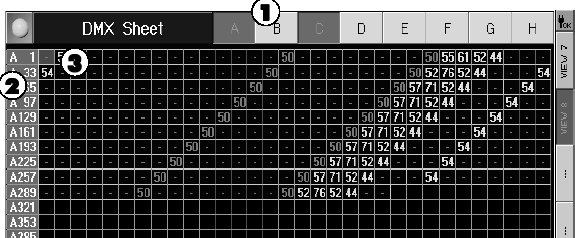 1
DMX Sheet A B C D E F G H OK
VIEW 7
3
A 1 50 50 55 61 52 44
33 54 50 50 52 76 52 44 54
2
65 50 50 57 71 52 44 54
A 97 50 50 57 71 52 44 54
A129 50 50 57 71 52 44 54
VIEW 8
A161 50 50 57 71 52 44 54
A193 50 50 57 71 52 44 54
A225 50 50 57 71 52 44 54
A257 50 50 57 71 52 44 54
A289 50 50 52 76 52 44
A321
A353
A385